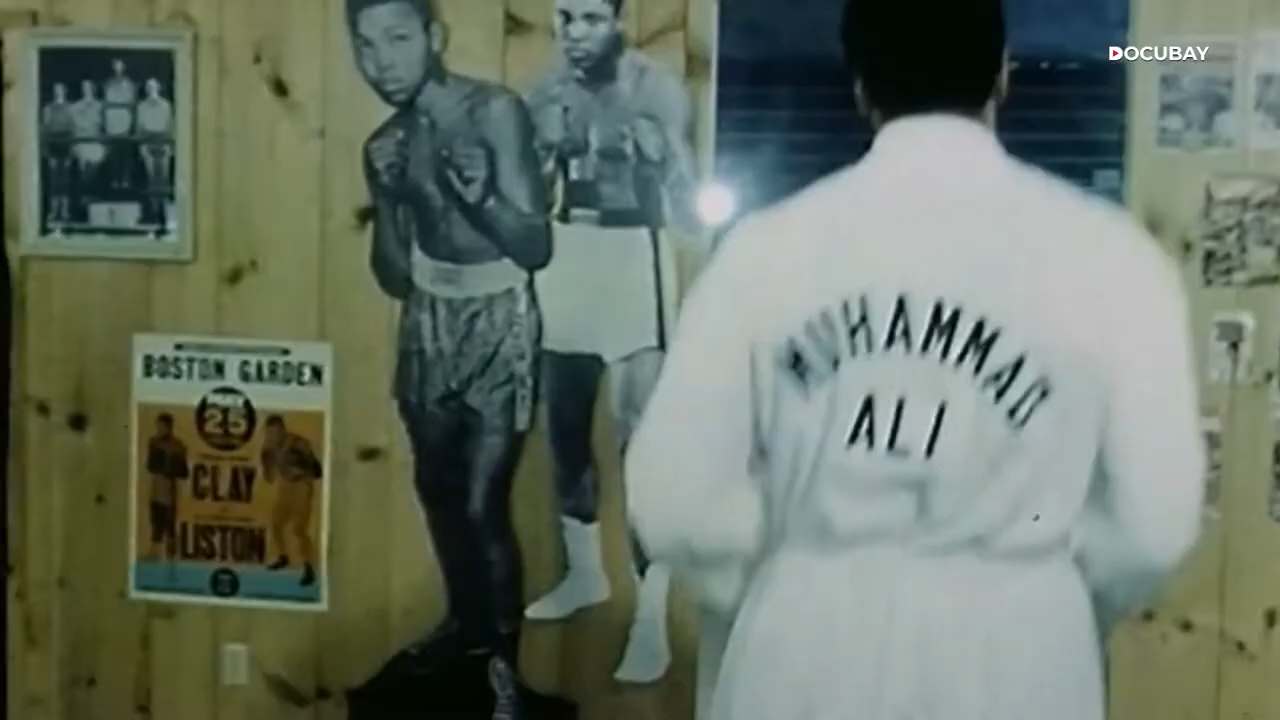 DOCUBAY
BOSTON GARDEN
25
CLAY
LISTON
MUHAMMAD
ALI